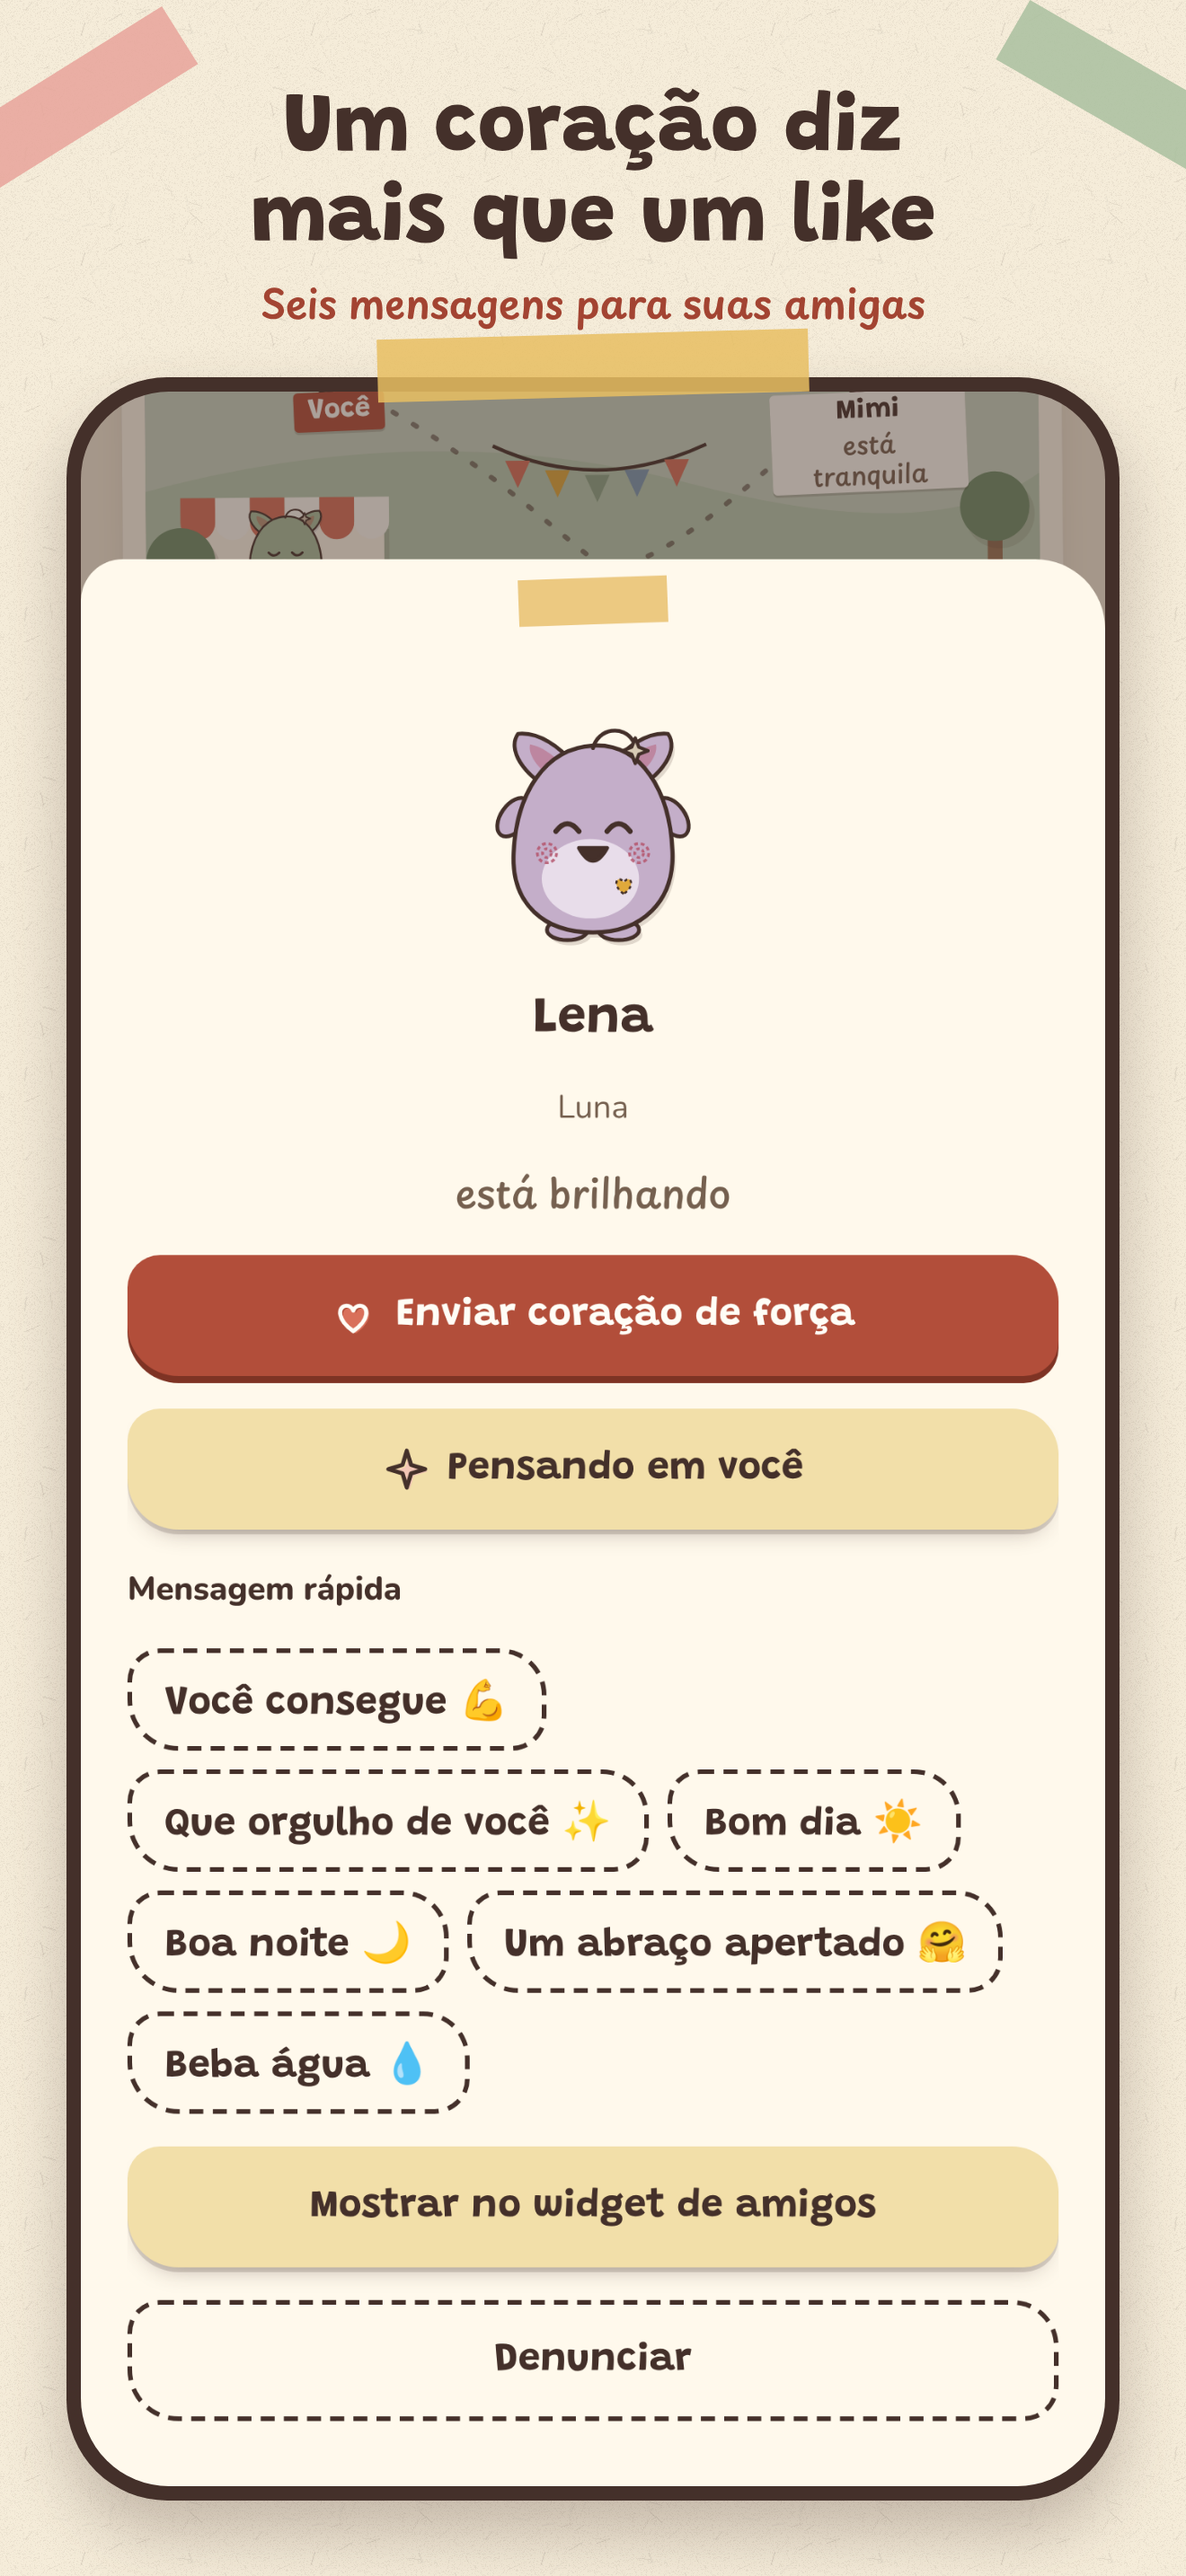 Um coração diz
mais que um like
Seis mensagens para suas amigas
Você
Mimi
está
tranquila
Lena
Luna
está brilhando
Enviar coração de força
Pensando em você
Mensagem rápida
Você consegue 💪
Que orgulho de você ✨
Bom dia ☀️
Boa noite 🌙
Um abraço apertado 🤗
Beba água 💧
Mostrar no widget de amigos
Denunciar